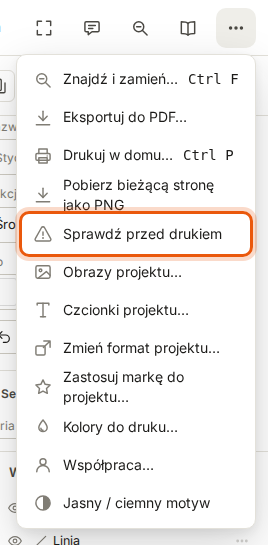 Znajdź i zamień... Ctrl F
Eksportuj do PDF...
Drukuj w domu... Ctrl P
Pobierz bieżącą stronę
jako PNG
Sprawdź przed drukiem
Obrazy projektu...
Czcionki projektu...
Zmień format projektu...
Zastosuj markę do
projektu...
Kolory do druku...
Współpraca...
Jasny / ciemny motyw
Linia